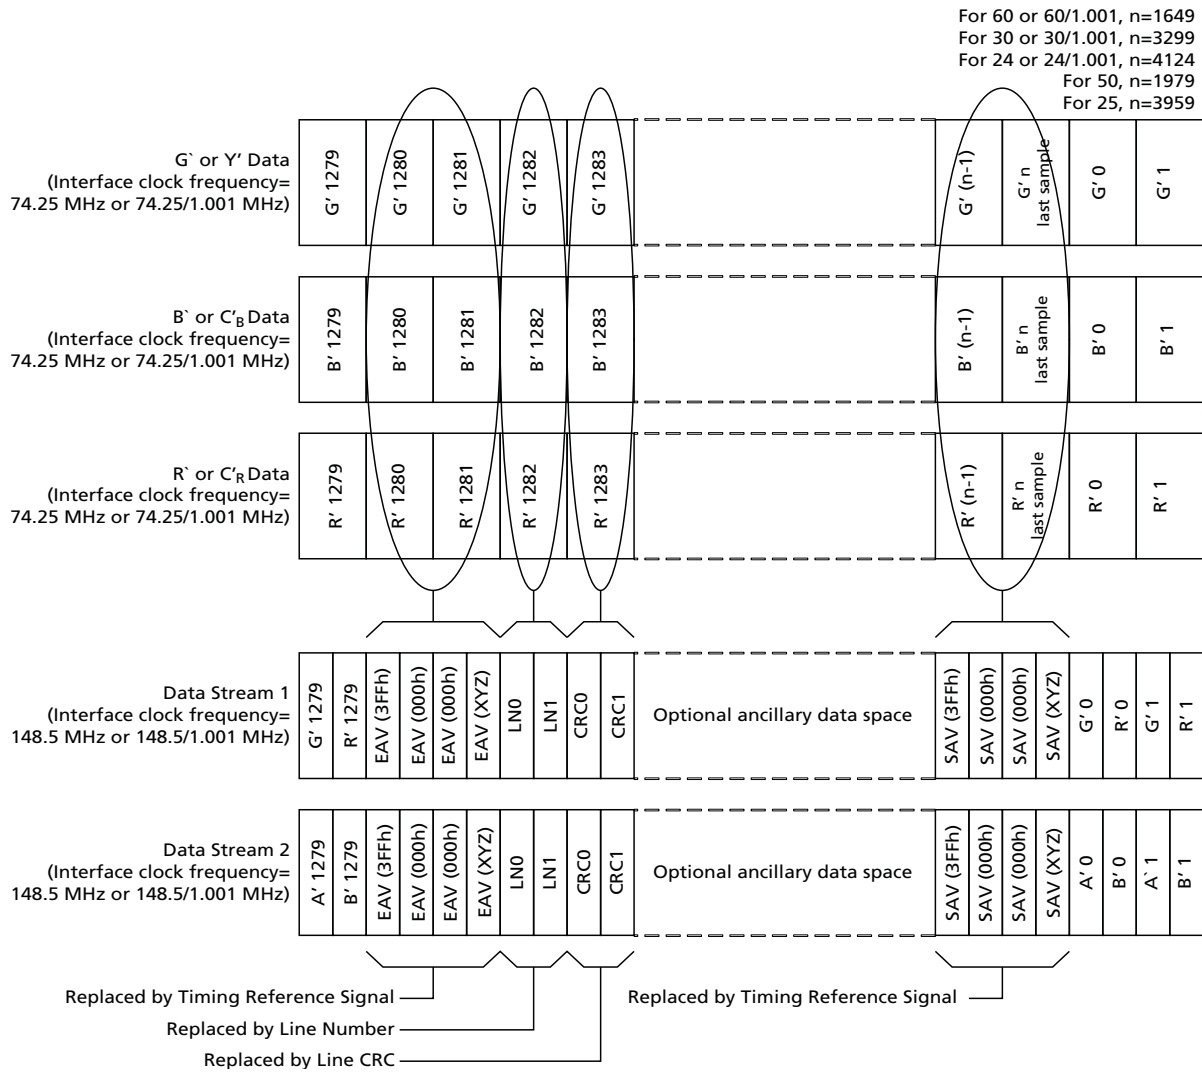 For 60 or 60/1.001, n=1649
For 30 or 30/1.001, n=3299
For 24 or 24/1.001, n=4124
For 50, n=1979
For 25, n=3959
G` or Y' Data
(Interface clock frequency=
74.25 MHz or 74.25/1.001 MHz)
G' 1279
G' 1280
G' 1281
G' 1282
G' 1283
G' (n-1)
G' n
last sample
G' 0
G' 1
B` or C'B Data
(Interface clock frequency=
74.25 MHz or 74.25/1.001 MHz)
B' 1279
B' 1280
B' 1281
B' 1282
B' 1283
B' (n-1)
B' n
last sample
B' 0
B' 1
R` or C'R Data
(Interface clock frequency=
74.25 MHz or 74.25/1.001 MHz)
R' 1279
R' 1280
R' 1281
R' 1282
R' 1283
R' (n-1)
R' n
last sample
R' 0
R' 1
Data Stream 1
(Interface clock frequency=
148.5 MHz or 148.5/1.001 MHz)
G' 1279
R' 1279
EAV (3FFh)
EAV (000h)
EAV (000h)
EAV (XYZ)
LN0
LN1
CRC0
CRC1
Optional ancillary data space
SAV (3FFh)
SAV (000h)
SAV (000h)
SAV (XYZ)
G' 0
R' 0
G' 1
R' 1
Data Stream 2
(Interface clock frequency=
148.5 MHz or 148.5/1.001 MHz)
A' 1279
B' 1279
EAV (3FFh)
EAV (000h)
EAV (000h)
EAV (XYZ)
LN0
LN1
CRC0
CRC1
Optional ancillary data space
SAV (3FFh)
SAV (000h)
SAV (000h)
SAV (XYZ)
A' 0
B' 0
A` 1
B' 1
Replaced by Timing Reference Signal
Replaced by Timing Reference Signal
Replaced by Line Number
Replaced by Line CRC